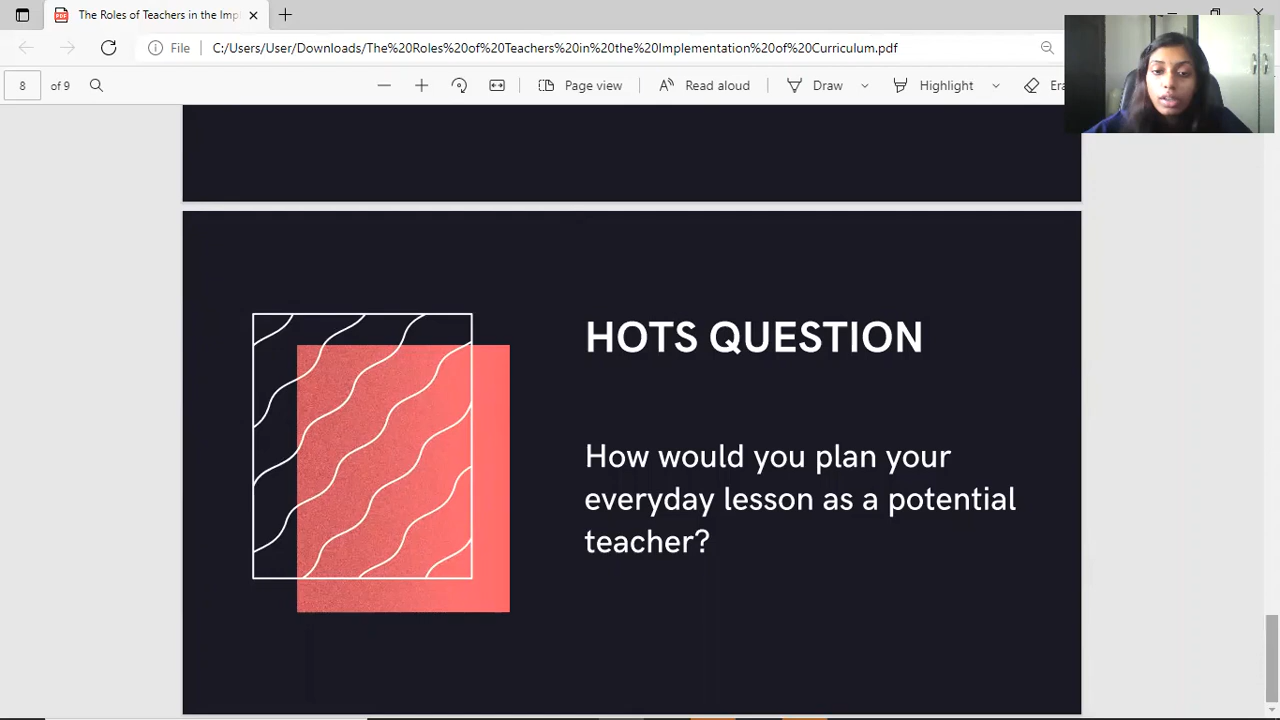 The Roles of Teachers in the Impl
File C:/Users/User/Downloads/The%20Roles%20of%20Teachers%20in%20the%20Implementation%20of%20Curriculum.pdf
8 of 9 Page view Read aloud Draw Highlight Era
HOTS QUESTION
How would you plan your
everyday lesson as a potential
teacher?